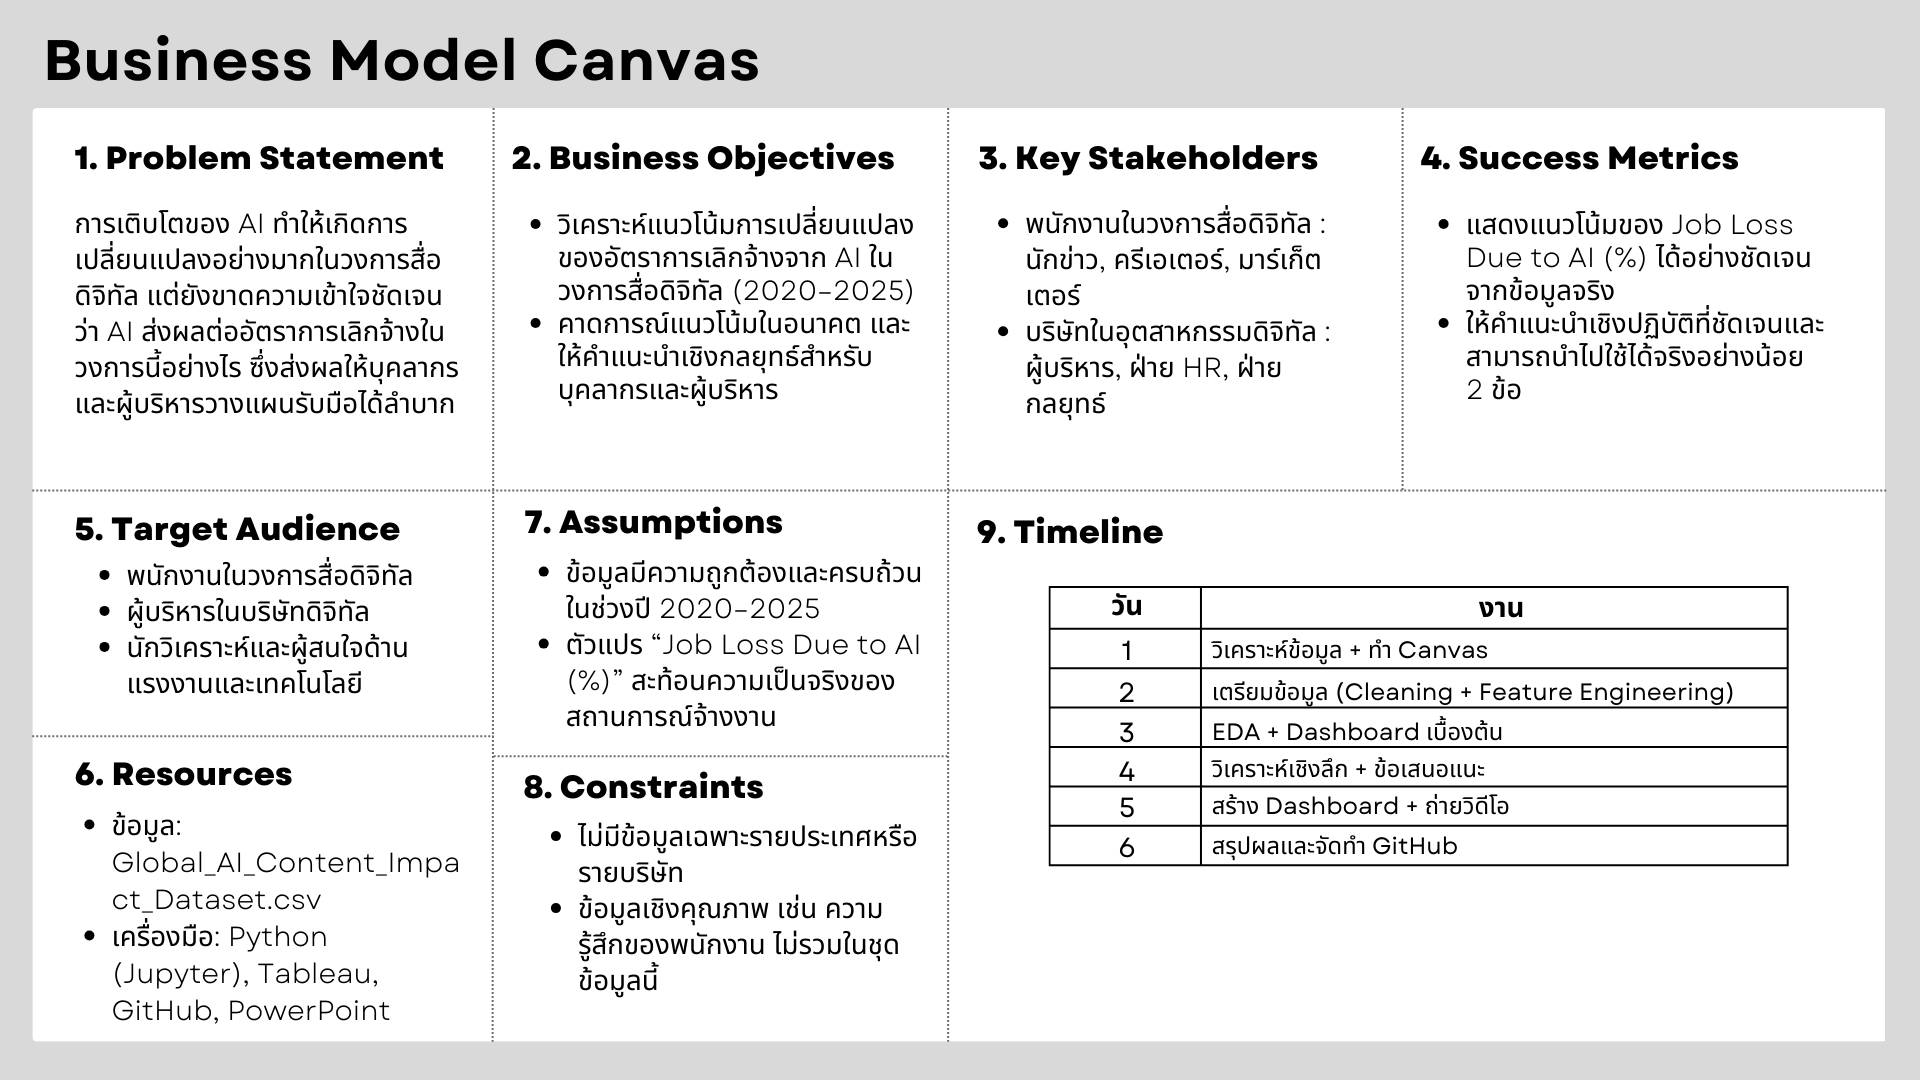 Business Model Canvas
1. Problem Statement
การเติบโตของ AI ทำให้เกิดการ
เปลี่ยนแปลงอย่างมากในวงการสื่อ
ดิจิทัล แต่ยังขาดความเข้าใจชัดเจน
ว่า AI ส่งผลต่ออัตราการเลิกจ้างใน
วงการนี้อย่างไร ซึ่งส่งผลให้บุคลากร
และผู้บริหารวางแผนรับมือได้ลำบาก
2. Business Objectives
• วิเคราะห์แนวโน้มการเปลี่ยนแปลง
ของอัตราการเลิกจ้างจาก AI ใน
วงการสื่อดิจิทัล (2020–2025)
• คาดการณ์แนวโน้มในอนาคต และ
ให้คำแนะนำเชิงกลยุทธ์สำหรับ
บุคลากรและผู้บริหาร
3. Key Stakeholders
• พนักงานในวงการสื่อดิจิทัล :
นักข่าว, ครีเอเตอร์, มาร์เก็ต
เตอร์
• บริษัทในอุตสาหกรรมดิจิทัล :
ผู้บริหาร, ฝ่าย HR, ฝ่าย
กลยุทธ์
4. Success Metrics
• แสดงแนวโน้มของ Job Loss
Due to AI (%) ได้อย่างชัดเจน
จากข้อมูลจริง
• ให้คำแนะนำเชิงปฏิบัติที่ชัดเจนและ
สามารถนำไปใช้ได้จริงอย่างน้อย
2 ข้อ
5. Target Audience
• พนักงานในวงการสื่อดิจิทัล
• ผู้บริหารในบริษัทดิจิทัล
• นักวิเคราะห์และผู้สนใจด้าน
แรงงานและเทคโนโลยี
6. Resources
• ข้อมูล:
Global_AI_Content_Impa
ct_Dataset.csv
• เครื่องมือ: Python
(Jupyter), Tableau,
GitHub, PowerPoint
7. Assumptions
• ข้อมูลมีความถูกต้องและครบถ้วน
ในช่วงปี 2020–2025
• ตัวแปร “Job Loss Due to AI
(%)” สะท้อนความเป็นจริงของ
สถานการณ์จ้างงาน
8. Constraints
• ไม่มีข้อมูลเฉพาะรายประเทศหรือ
รายบริษัท
• ข้อมูลเชิงคุณภาพ เช่น ความ
รู้สึกของพนักงาน ไม่รวมในชุด
ข้อมูลนี้
9. Timeline
วัน งาน
1 วิเคราะห์ข้อมูล + ทำ Canvas
2 เตรียมข้อมูล (Cleaning + Feature Engineering)
3 EDA + Dashboard เบื้องต้น
4 วิเคราะห์เชิงลึก + ข้อเสนอแนะ
5 สร้าง Dashboard + ถ่ายวิดีโอ
6 สรุปผลและจัดทำ GitHub